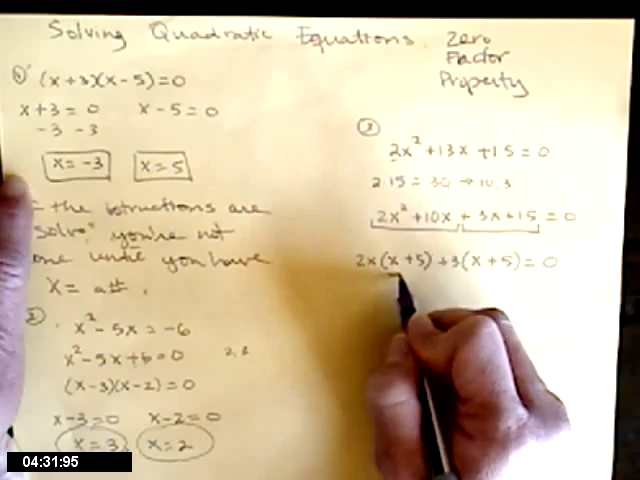 Solving Quadratic Equations
Zero
Factor
Property
(x+3)(x-5)=0
x+3=0 x-5=0
-3 -3
x=-3 x=5
= the instructions are
"solve" you're not
one until you have
X = a #.
2
x²-5x=-6
x²-5x+6=0 2,3
(x-3)(x-2)=0
x-3=0 x-2=0
x=3, x=2
3
2x²+13x+15=0
2·15=30 → 10·3
2x²+10x+3x+15=0
2x(x+5)+3(x+5)=0
04:31:95